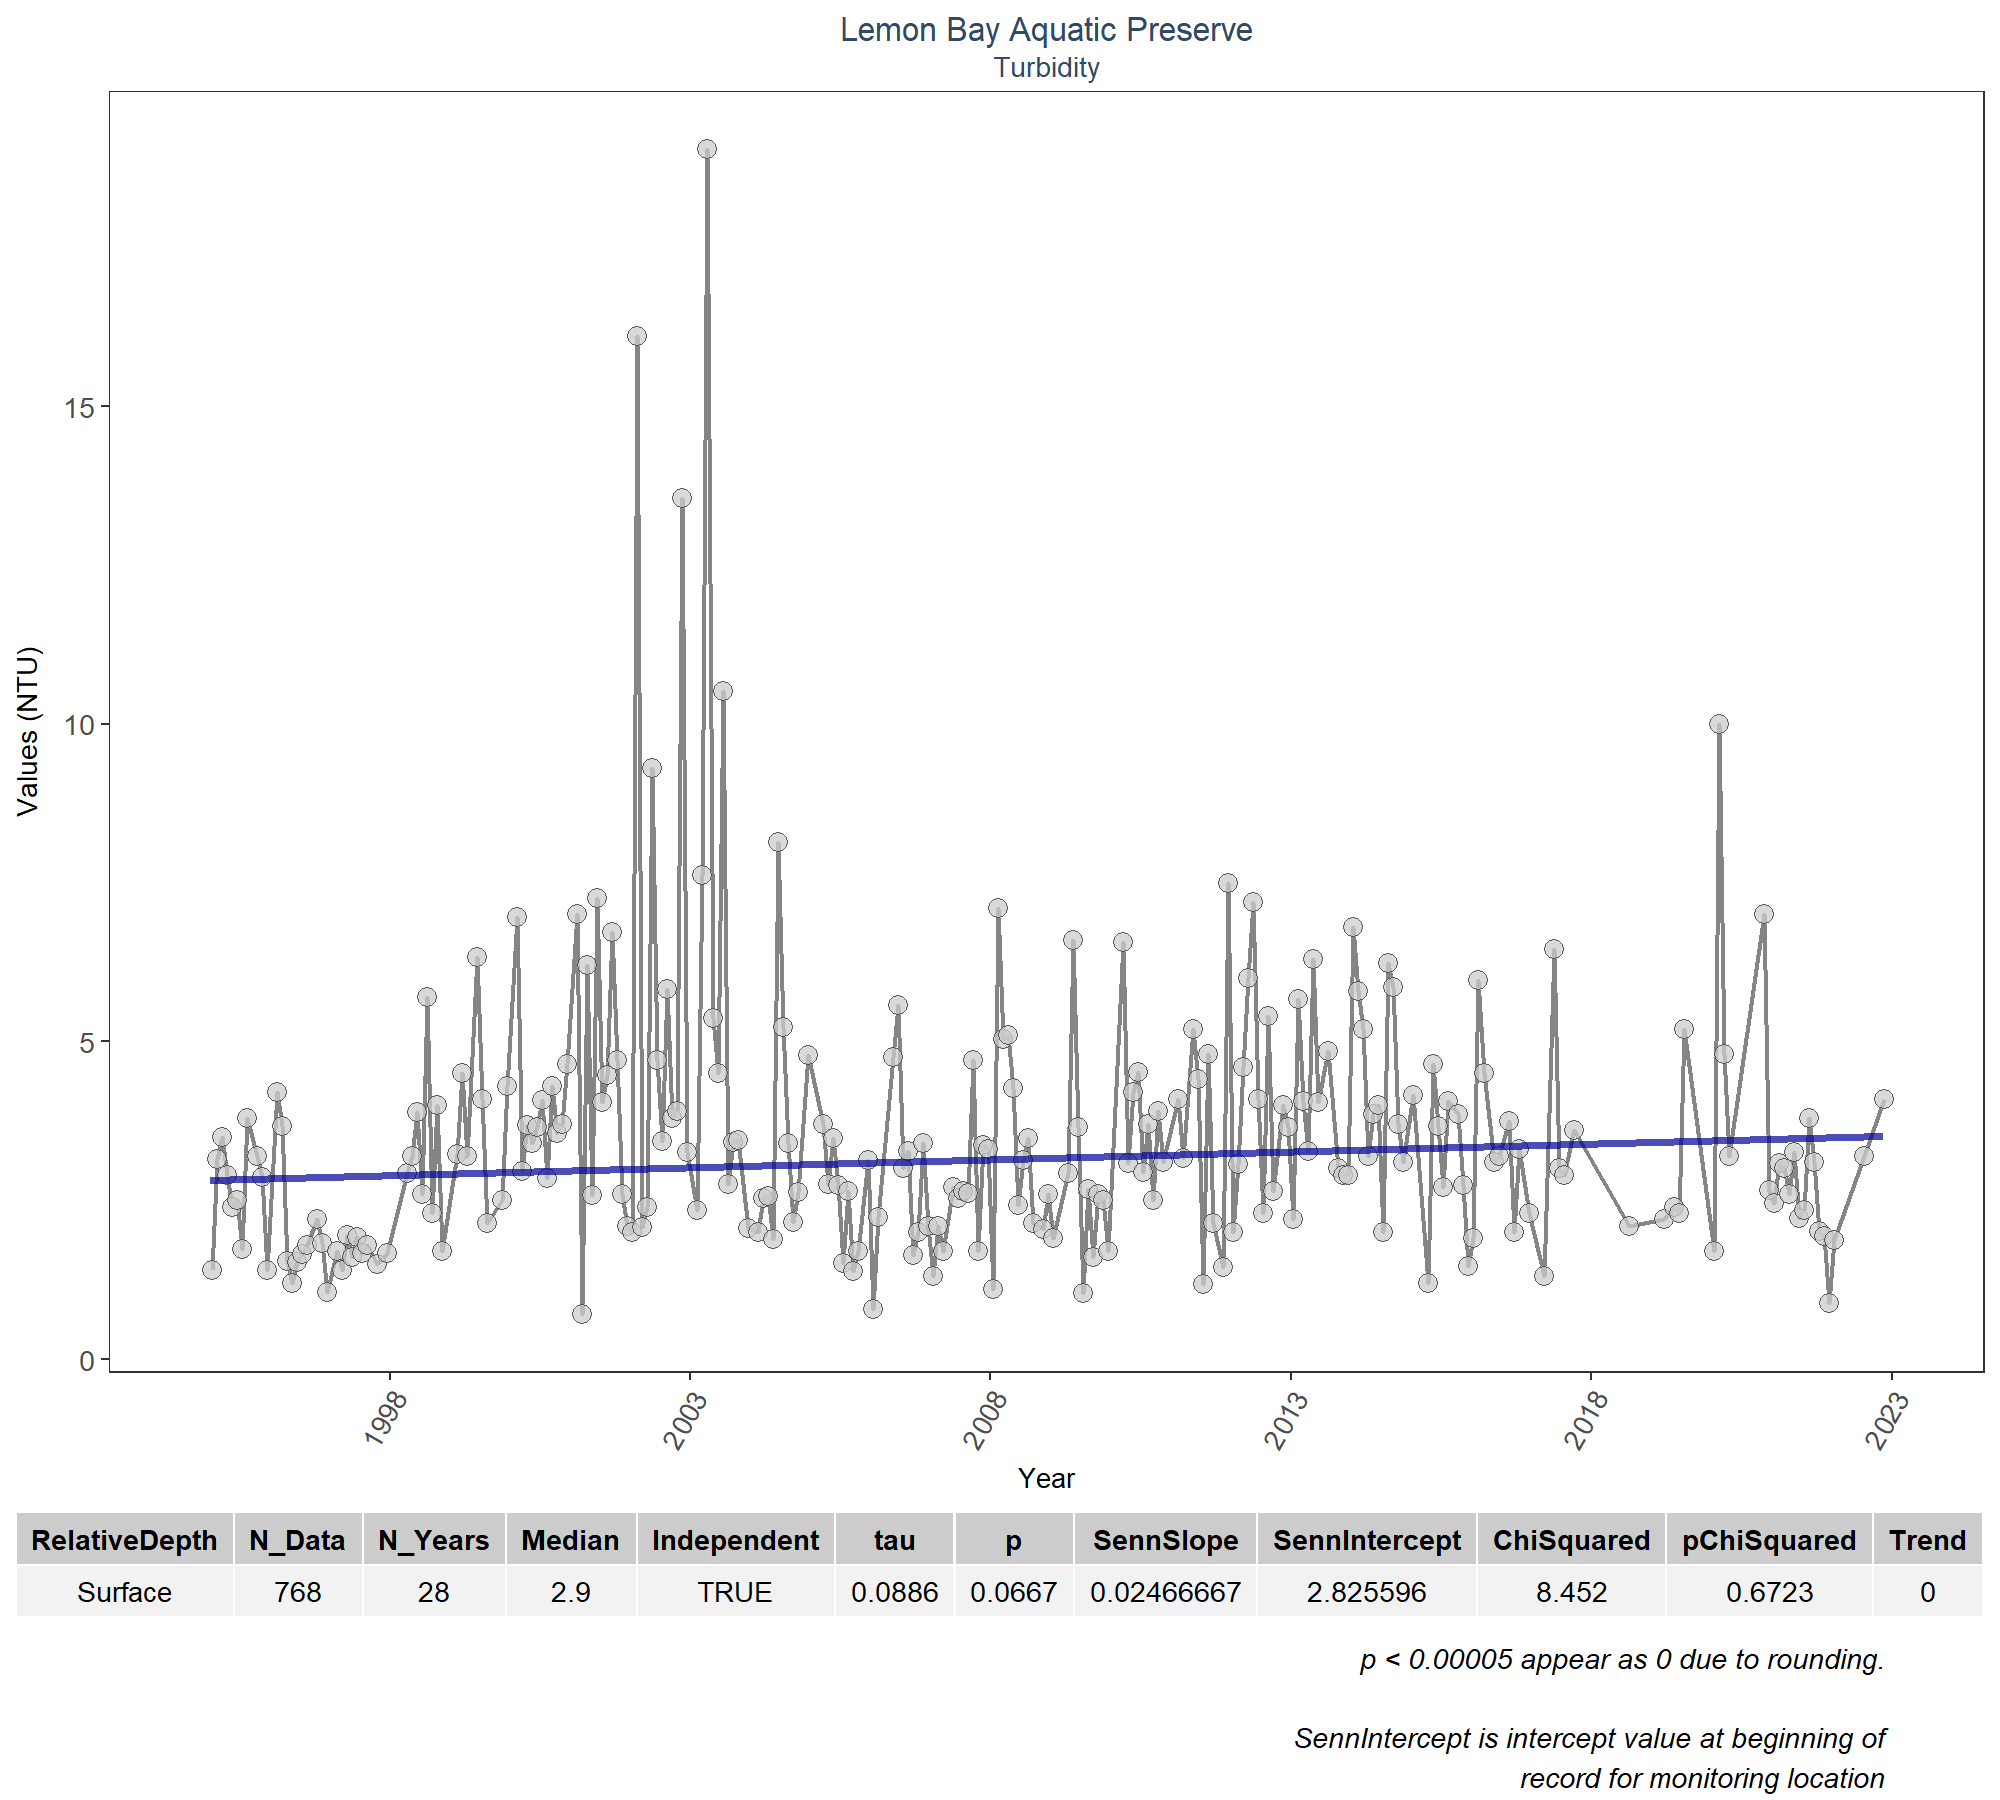 Lemon Bay Aquatic Preserve
Turbidity
Values (NTU)
15
10
5
0
1998
2003
2008
2013
2018
2023
Year
RelativeDepth N_Data N_Years Median Independent tau p SennSlope SennIntercept ChiSquared pChiSquared Trend
Surface 768 28 2.9 TRUE 0.0886 0.0667 0.02466667 2.825596 8.452 0.6723 0
p < 0.00005 appear as 0 due to rounding.
SennIntercept is intercept value at beginning of
record for monitoring location